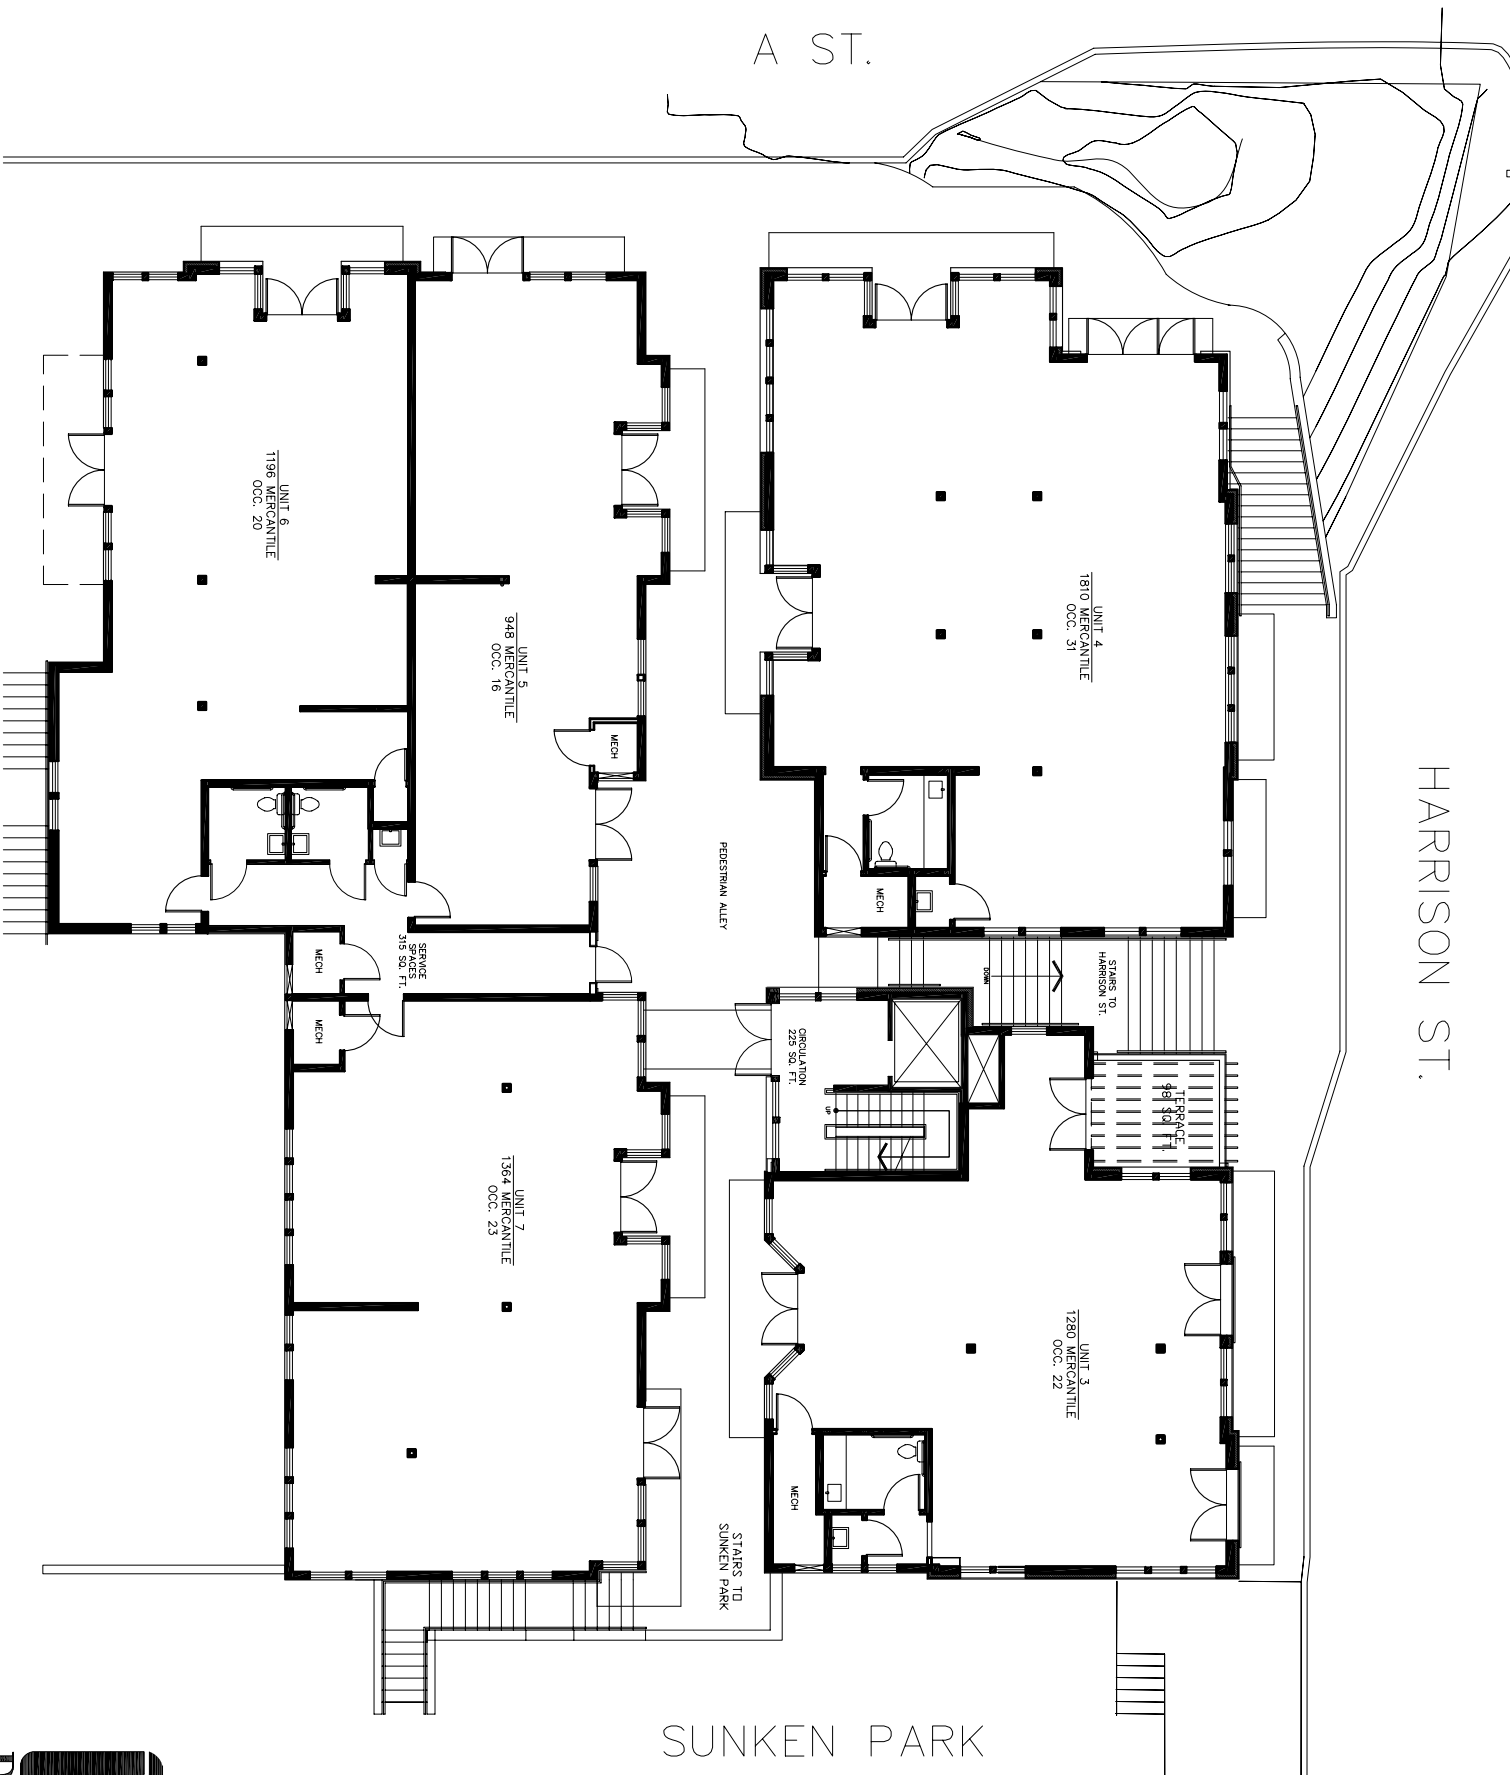 A ST.
HARRISON ST.
UNIT 6
1196 MERCANTILE
OCC. 20
UNIT 5
948 MERCANTILE
OCC. 16
UNIT 4
1810 MERCANTILE
OCC. 31
MECH
PEDESTRIAN ALLEY
MECH
SERVICE
SPACES
315 SQ. FT.
MECH
MECH
STAIRS TO
HARRISON ST.
DOWN
CIRCULATION
225 SQ. FT.
UP
TERRACE
98 SQ. FT.
UNIT 7
1364 MERCANTILE
OCC. 23
UNIT 3
1280 MERCANTILE
OCC. 22
MECH
STAIRS TO
SUNKEN PARK
SUNKEN PARK